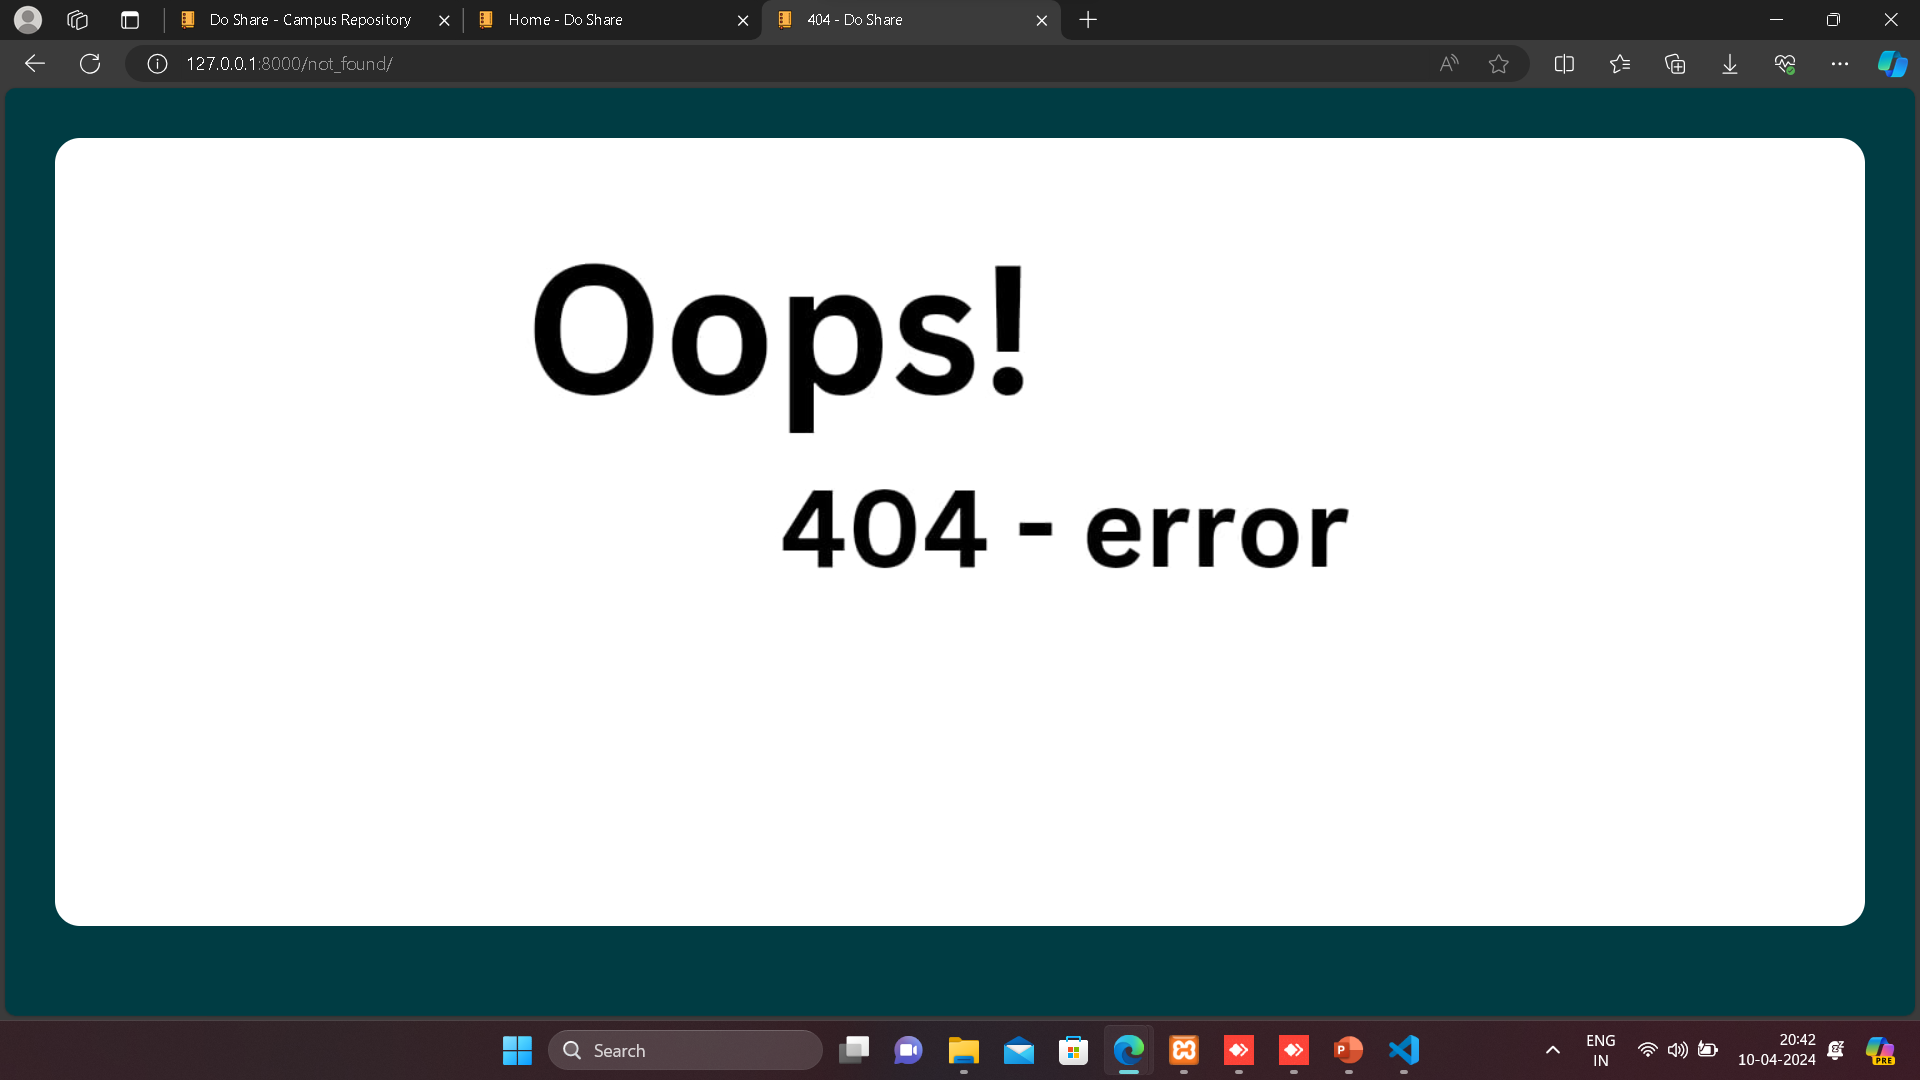 Do Share - Campus Repository
Home - Do Share
404 - Do Share
127.0.0.1:8000/not_found/
Oops!
404 - error
Search
ENG
IN
20:42
10-04-2024
PRE